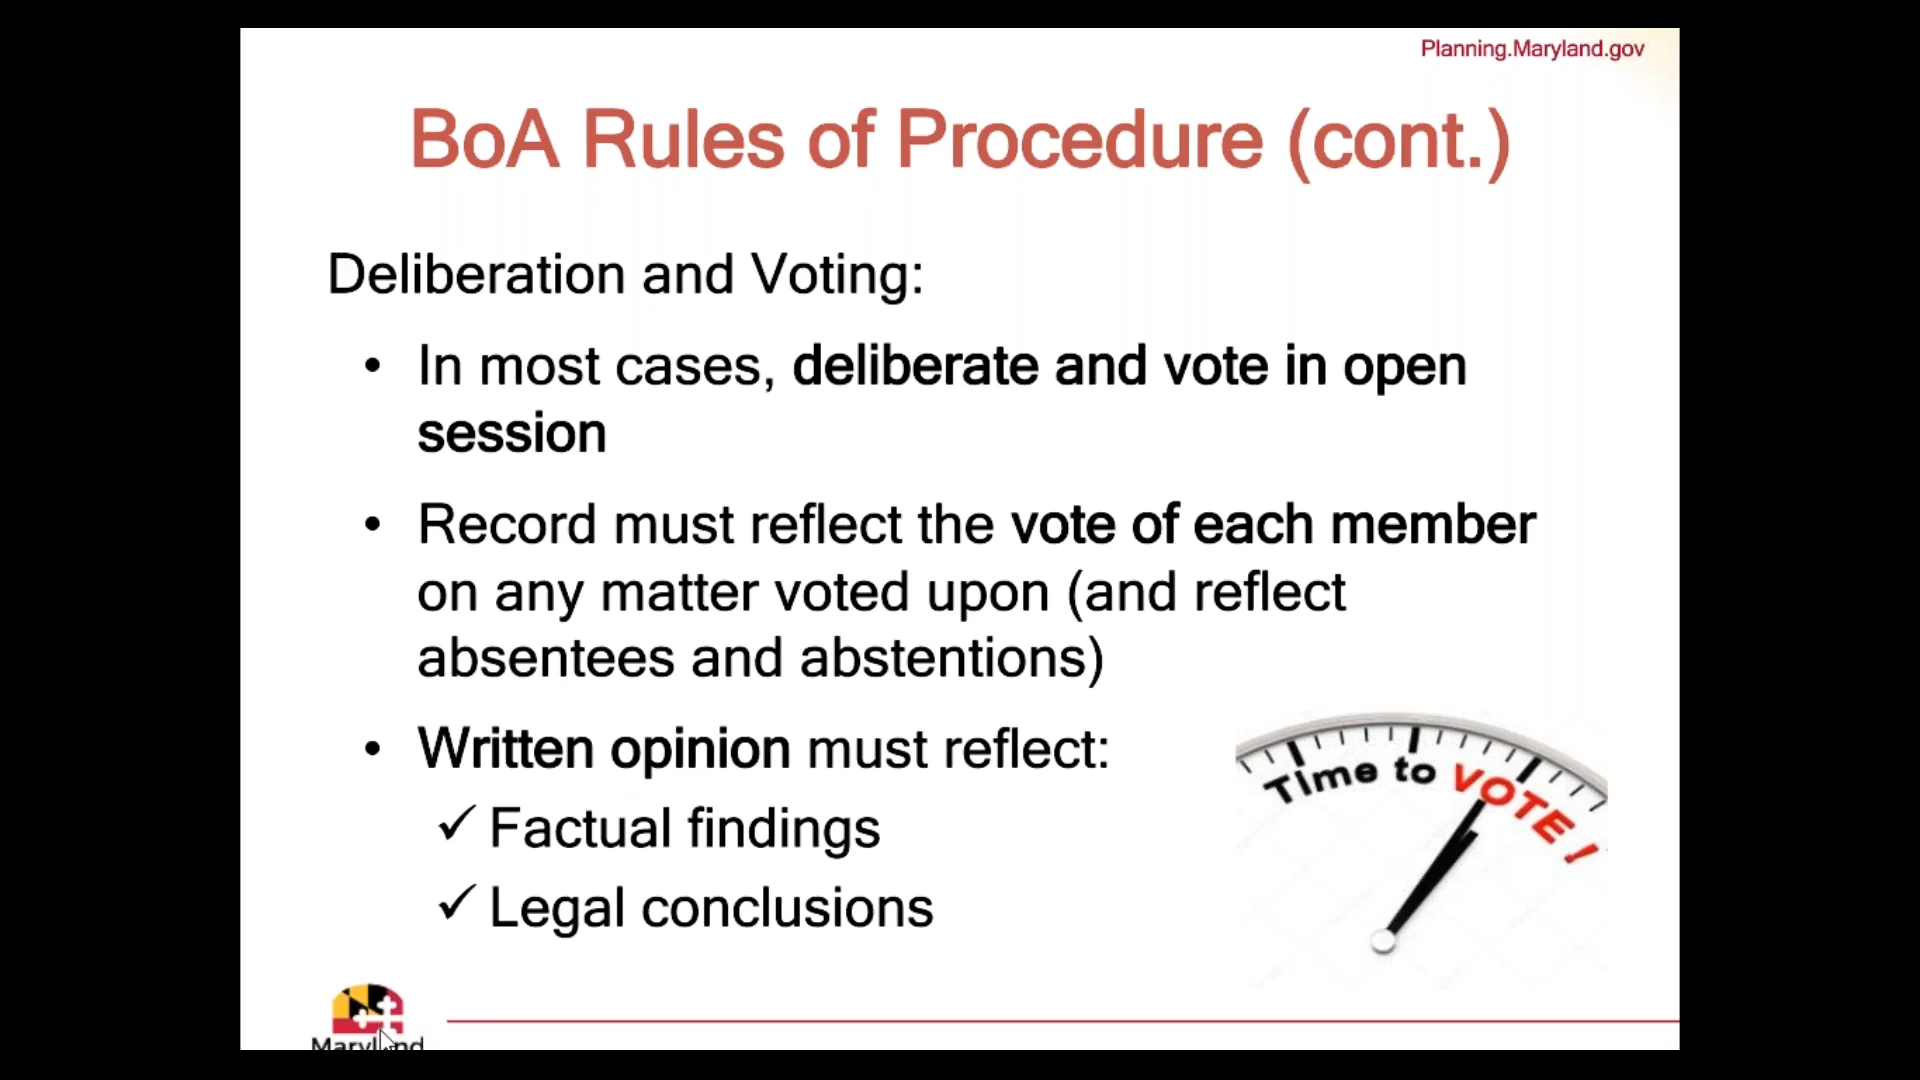 Planning.Maryland.gov
BoA Rules of Procedure (cont.)
Deliberation and Voting:
• In most cases, deliberate and vote in open
session
• Record must reflect the vote of each member
on any matter voted upon (and reflect
absentees and abstentions)
• Written opinion must reflect:
✓ Factual findings
✓ Legal conclusions
Time to VOTE!
Maryland